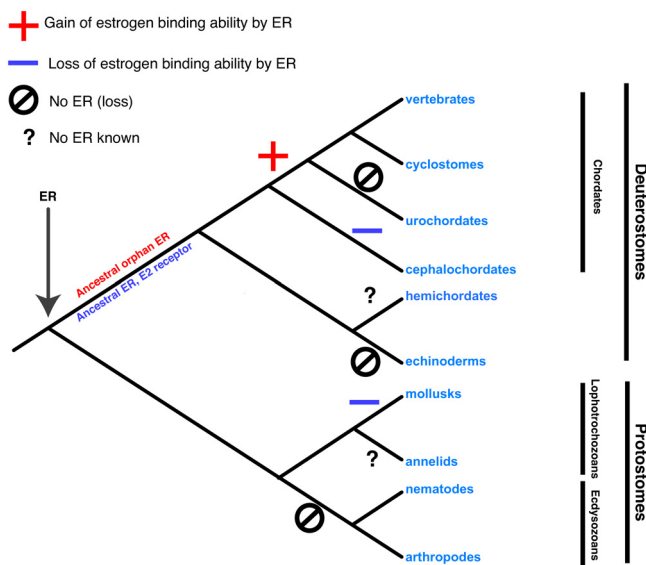 Gain of estrogen binding ability by ER
Loss of estrogen binding ability by ER
No ER (loss)
? No ER known
ER
Ancestral orphan ER
Ancestral ER, E2 receptor
vertebrates
cyclostomes
urochordates
cephalochordates
?
hemichordates
echinoderms
mollusks
?
annelids
nematodes
arthropodes
Chordates
Deuterostomes
Lophotrochozoans
Ecdysozoans
Protostomes